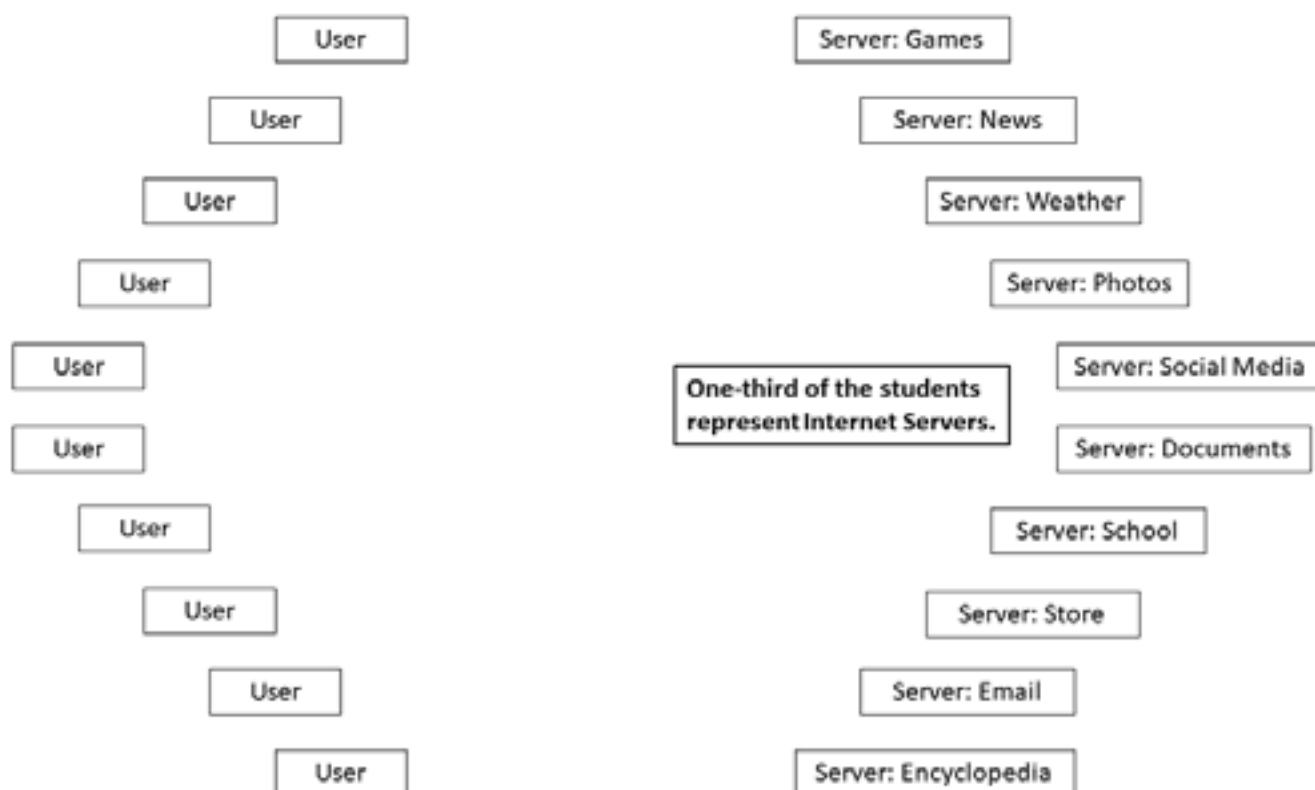 User
Server: Games
User
Server: News
User
Server: Weather
User
Server: Photos
User
Server: Social Media
One-third of the students
represent Internet Servers.
User
Server: Documents
User
Server: School
User
Server: Store
User
Server: Email
User
Server: Encyclopedia